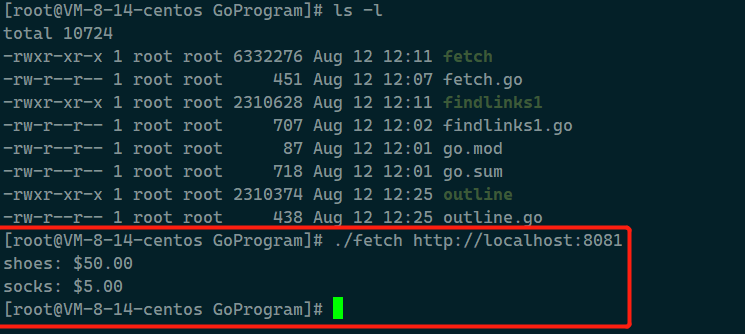 [root@VM-8-14-centos GoProgram]# ls -l
total 10724
-rwxr-xr-x 1 root root 6332276 Aug 12 12:11 fetch
-rw-r--r-- 1 root root     451 Aug 12 12:07 fetch.go
-rwxr-xr-x 1 root root 2310628 Aug 12 12:11 findlinks1
-rw-r--r-- 1 root root     707 Aug 12 12:02 findlinks1.go
-rw-r--r-- 1 root root      87 Aug 12 12:01 go.mod
-rw-r--r-- 1 root root     718 Aug 12 12:01 go.sum
-rwxr-xr-x 1 root root 2310374 Aug 12 12:25 outline
-rw-r--r-- 1 root root     438 Aug 12 12:25 outline.go
[root@VM-8-14-centos GoProgram]# ./fetch http://localhost:8081
shoes: $50.00
socks: $5.00
[root@VM-8-14-centos GoProgram]#